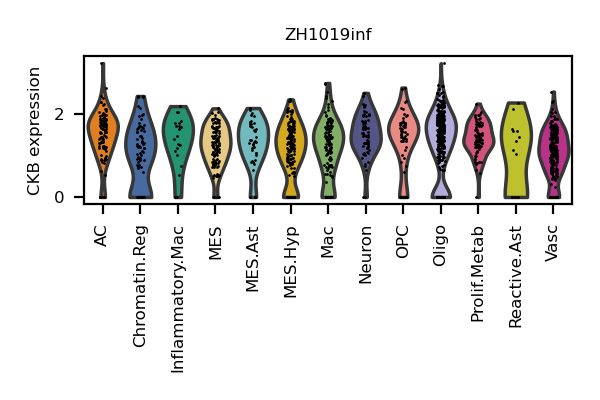 ZH1019inf
CKB expression
2
0
AC
Chromatin.Reg
Inflammatory.Mac
MES
MES.Ast
MES.Hyp
Mac
Neuron
OPC
Oligo
Prolif.Metab
Reactive.Ast
Vasc